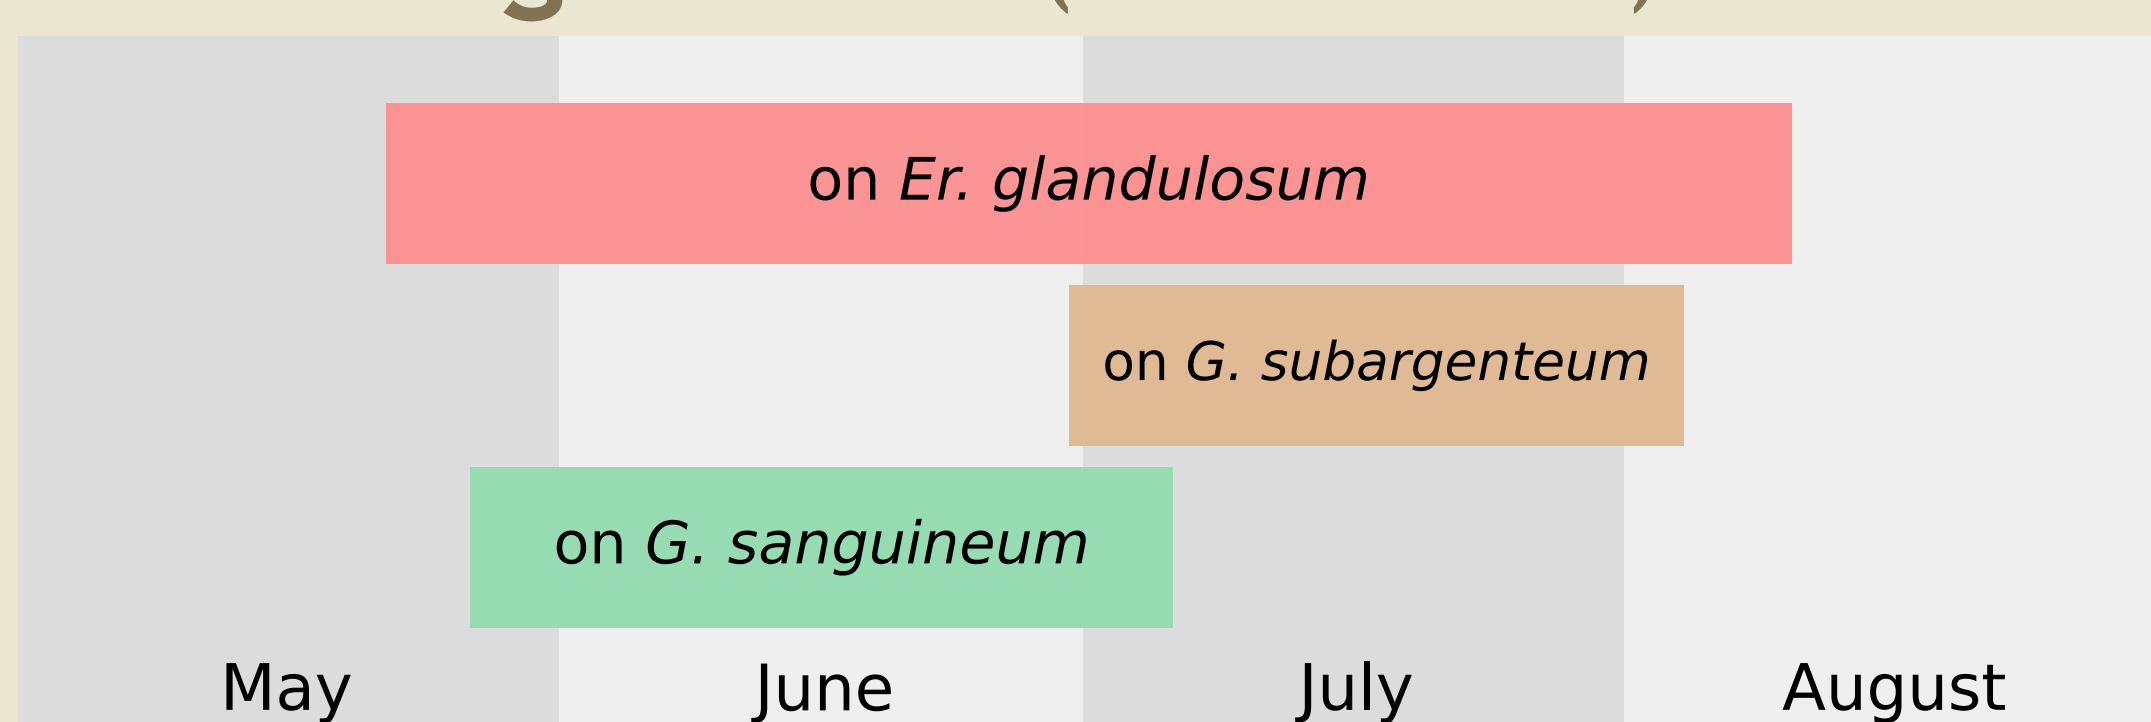 on Er. glandulosum
on G. subargenteum
on G. sanguineum
May June July August